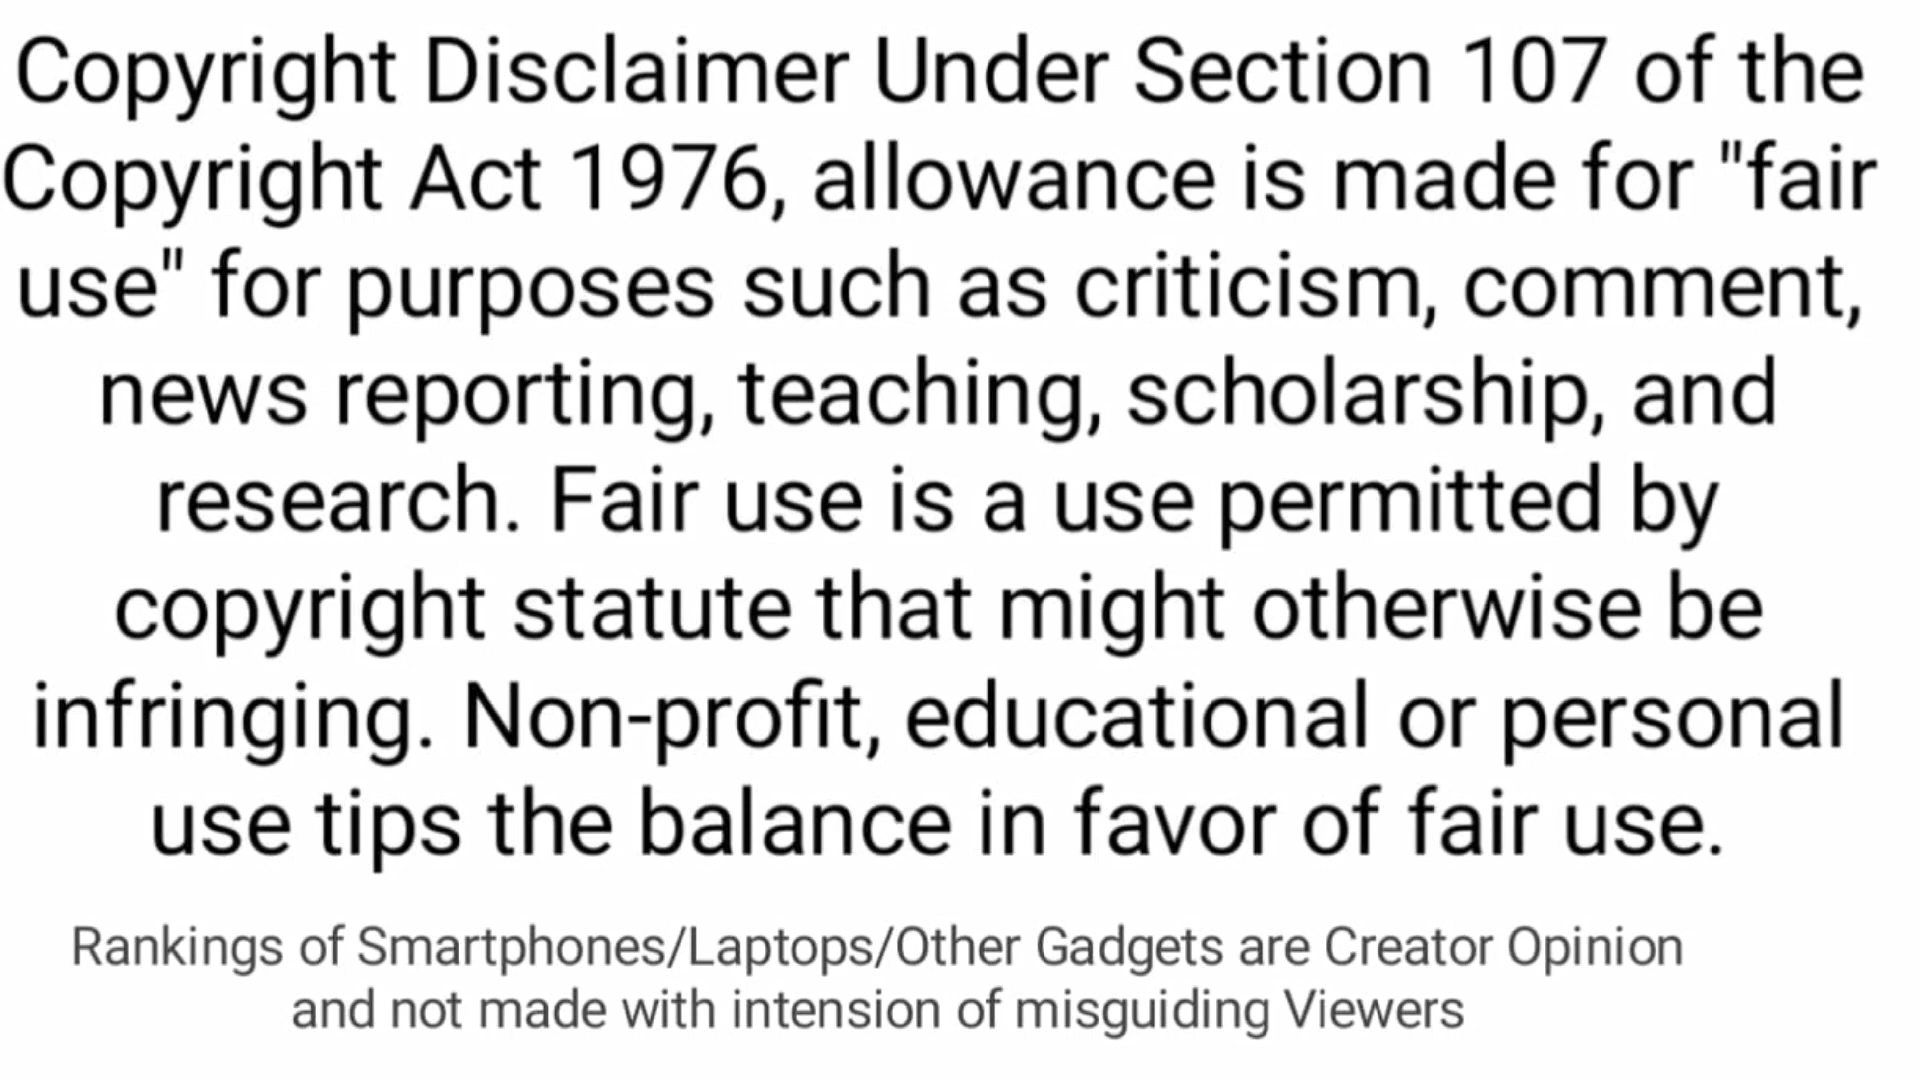 Copyright Disclaimer Under Section 107 of the
Copyright Act 1976, allowance is made for "fair
use" for purposes such as criticism, comment,
news reporting, teaching, scholarship, and
research. Fair use is a use permitted by
copyright statute that might otherwise be
infringing. Non-profit, educational or personal
use tips the balance in favor of fair use.
Rankings of Smartphones/Laptops/Other Gadgets are Creator Opinion
and not made with intension of misguiding Viewers